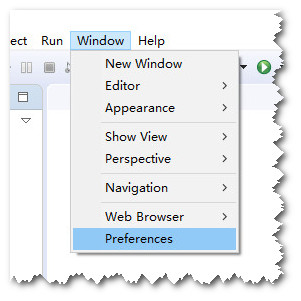 ect Run Window Help
New Window
Editor
Appearance
Show View
Perspective
Navigation
Web Browser
Preferences